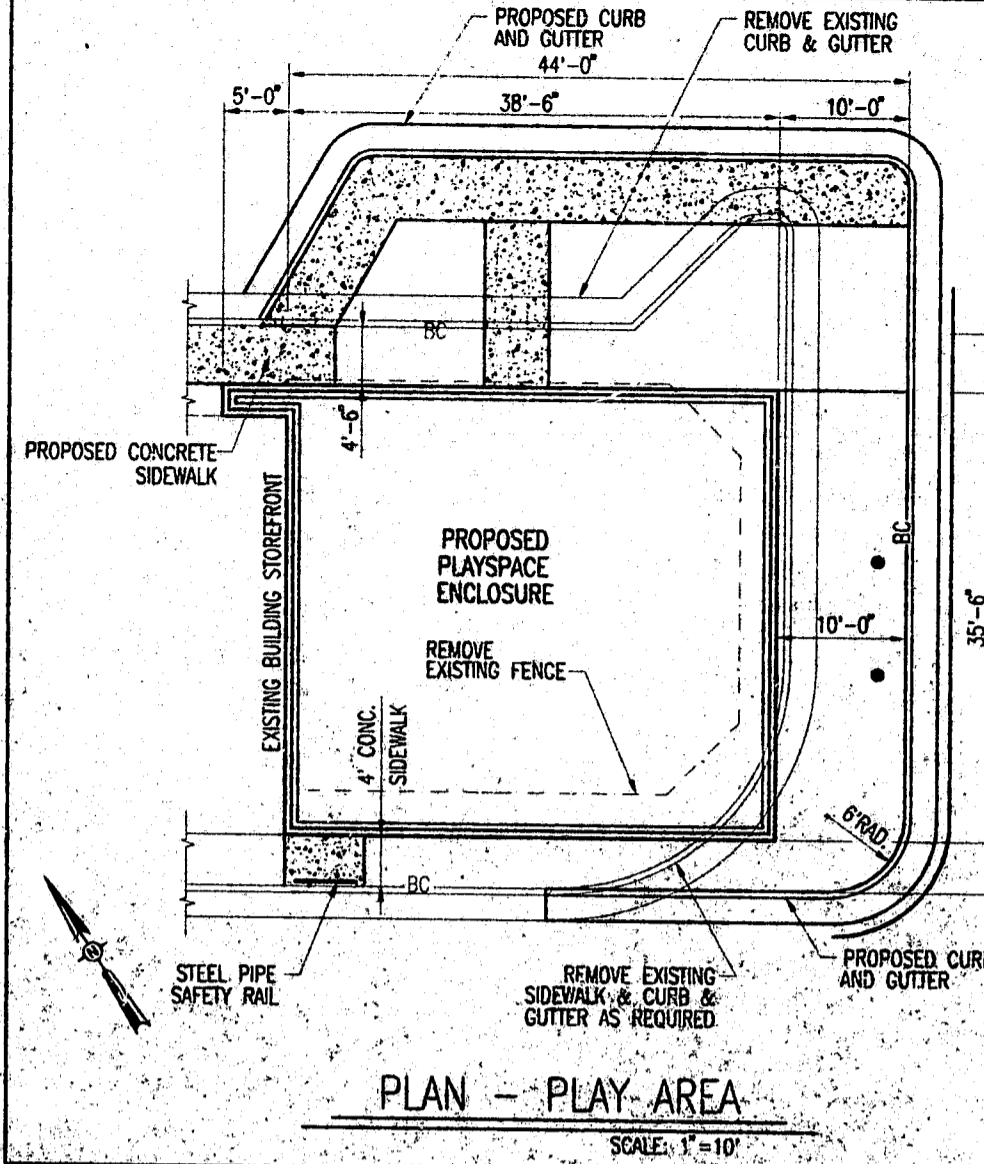 PROPOSED CURB
AND GUTTER
REMOVE EXISTING
CURB & GUTTER
44'-0"
5'-0"
38'-6"
10'-0"
BC
4'-6"
PROPOSED CONCRETE
SIDEWALK
EXISTING BUILDING STOREFRONT
PROPOSED
PLAYSPACE
ENCLOSURE
BC
10'-0"
35'-6"
REMOVE
EXISTING FENCE
4' CONC.
SIDEWALK
6'RAD.
BC
N
STEEL PIPE
SAFETY RAIL
REMOVE EXISTING
SIDEWALK & CURB &
GUTTER AS REQUIRED
PROPOSED CUR
AND GUTTER
PLAN - PLAY AREA
SCALE: 1"=10'